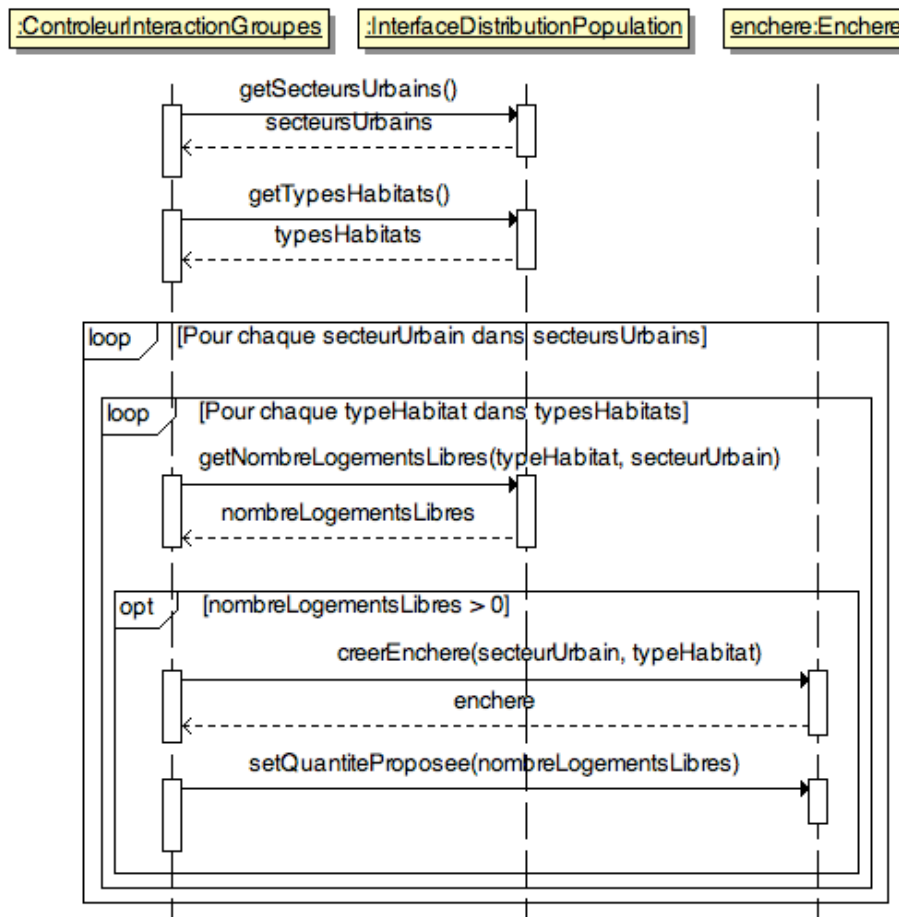 :ControleurInteractionGroupes
:InterfaceDistributionPopulation
enchere:Enchere
getSecteursUrbains()
secteursUrbains
getTypesHabitats()
typesHabitats
loop [Pour chaque secteurUrbain dans secteursUrbains]
loop [Pour chaque typeHabitat dans typesHabitats]
getNombreLogementsLibres(typeHabitat, secteurUrbain)
nombreLogementsLibres
opt [nombreLogementsLibres > 0]
creerEnchere(secteurUrbain, typeHabitat)
enchere
setQuantiteProposee(nombreLogementsLibres)